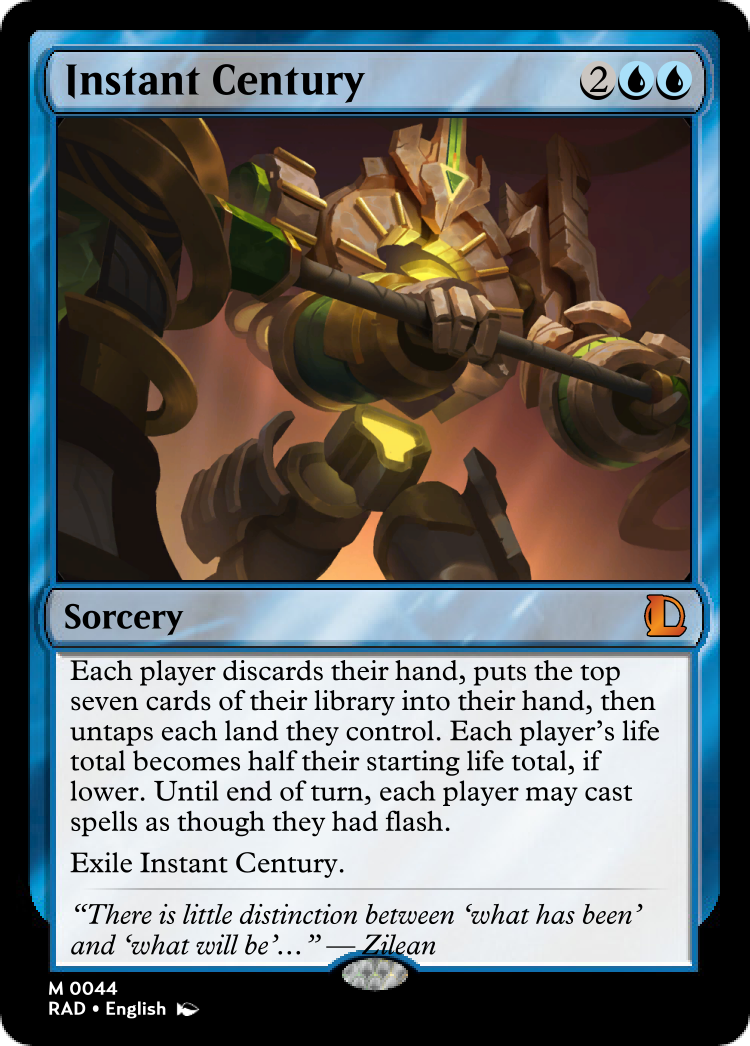 Instant Century
2
Sorcery
Each player discards their hand, puts the top
seven cards of their library into their hand, then
untaps each land they control. Each player’s life
total becomes half their starting life total, if
lower. Until end of turn, each player may cast
spells as though they had flash.
Exile Instant Century.
“There is little distinction between ‘what has been’
and ‘what will be’…” — Zilean
M 0044
RAD • English